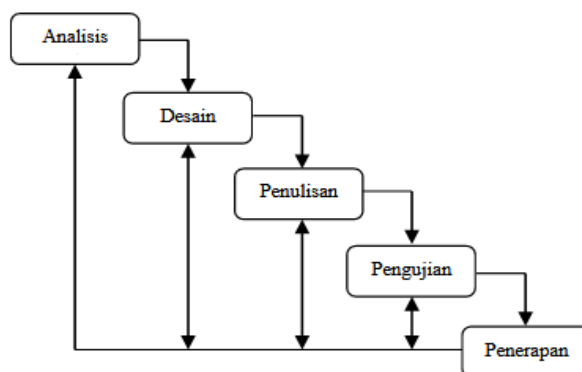 Analisis
Desain
Penulisan
Pengujian
Penerapan